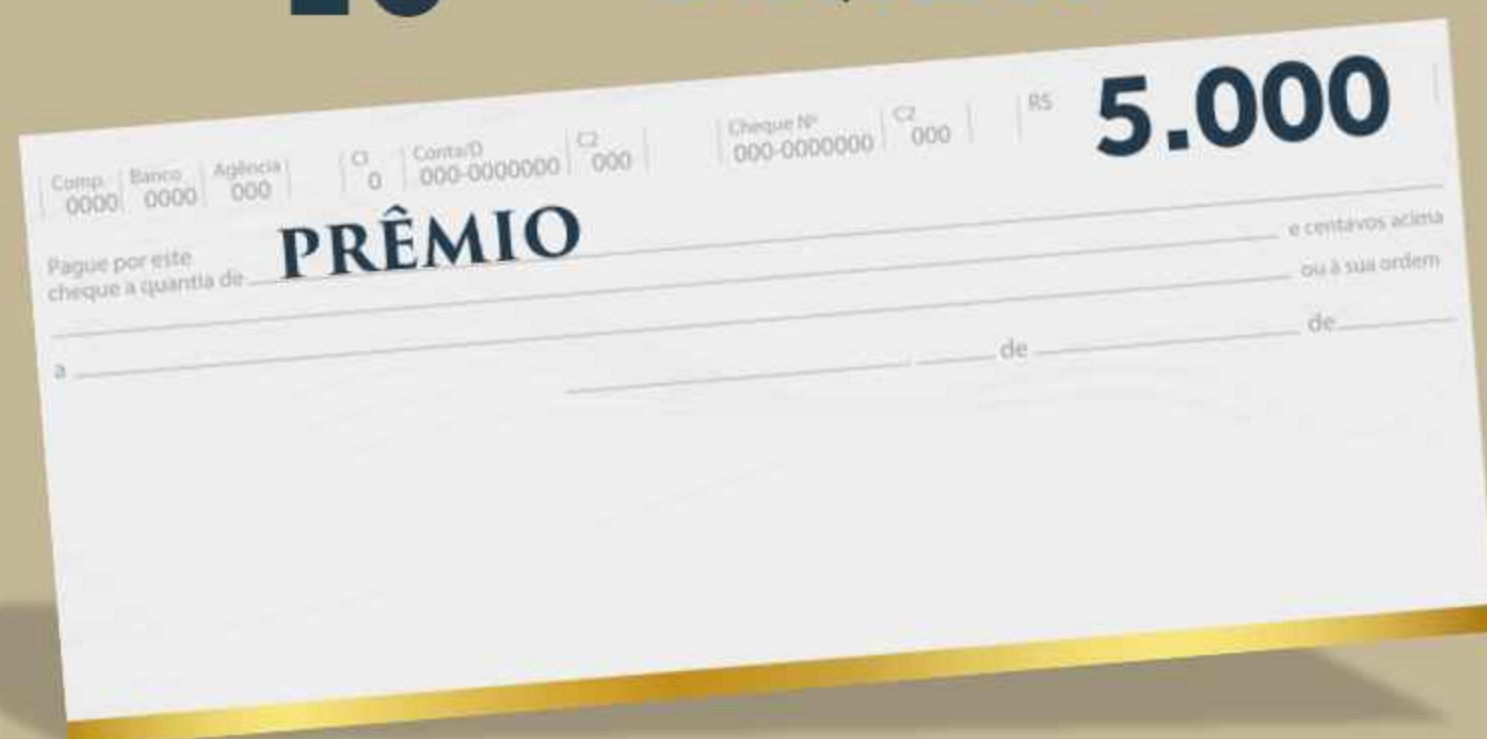 Comp. Banco Agência C1 Conta/D C2 Cheque Nº C2 R$ 5.000
0000 0000 000 0 000-0000000 000 000-0000000 000
Pague por este
cheque a quantia de PRÊMIO
e centavos acima
a ou à sua ordem
de de